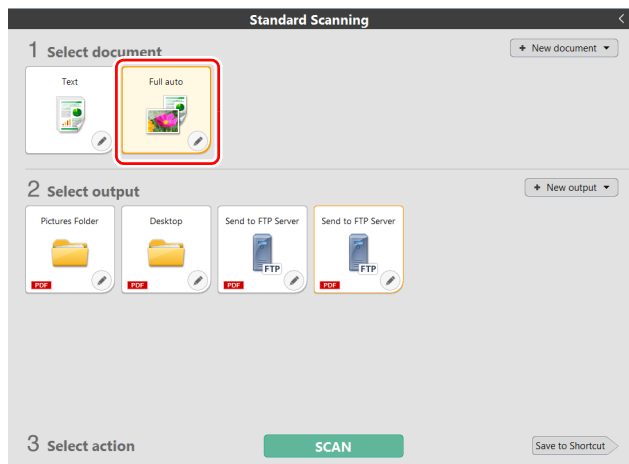 Standard Scanning
1 Select document
+ New document
Text
Full auto
2 Select output
+ New output
Pictures Folder
Desktop
Send to FTP Server
Send to FTP Server
FTP
FTP
PDF
PDF
PDF
PDF
3 Select action
SCAN
Save to Shortcut